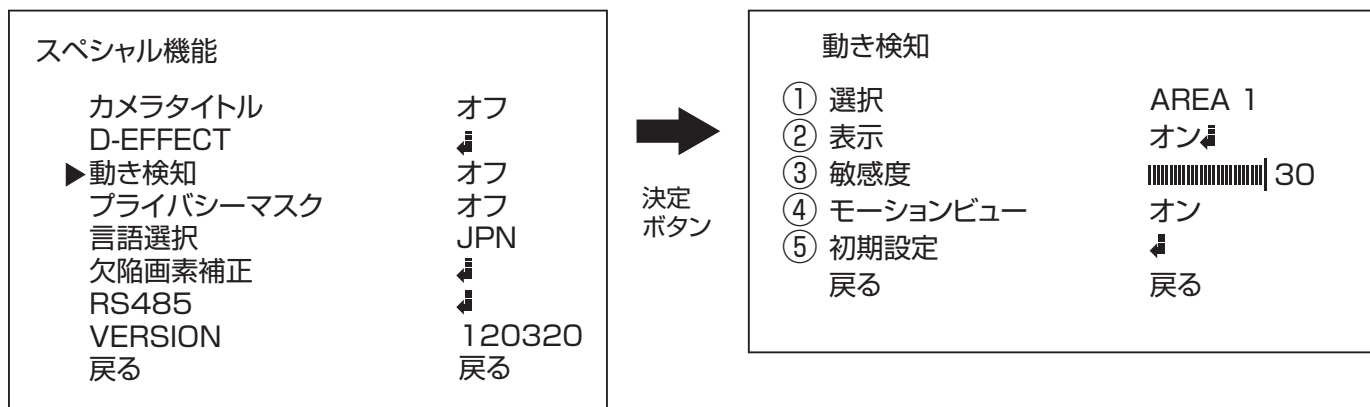 スペシャル機能
カメラタイトル オフ
D-EFFECT
▶動き検知 オフ
プライバシーマスク オフ
言語選択 JPN
欠陥画素補正
RS485
VERSION 120320
戻る 戻る
決定
ボタン
動き検知
① 選択 AREA 1
② 表示 オン
③ 敏感度 30
④ モーションビュー オン
⑤ 初期設定
戻る 戻る